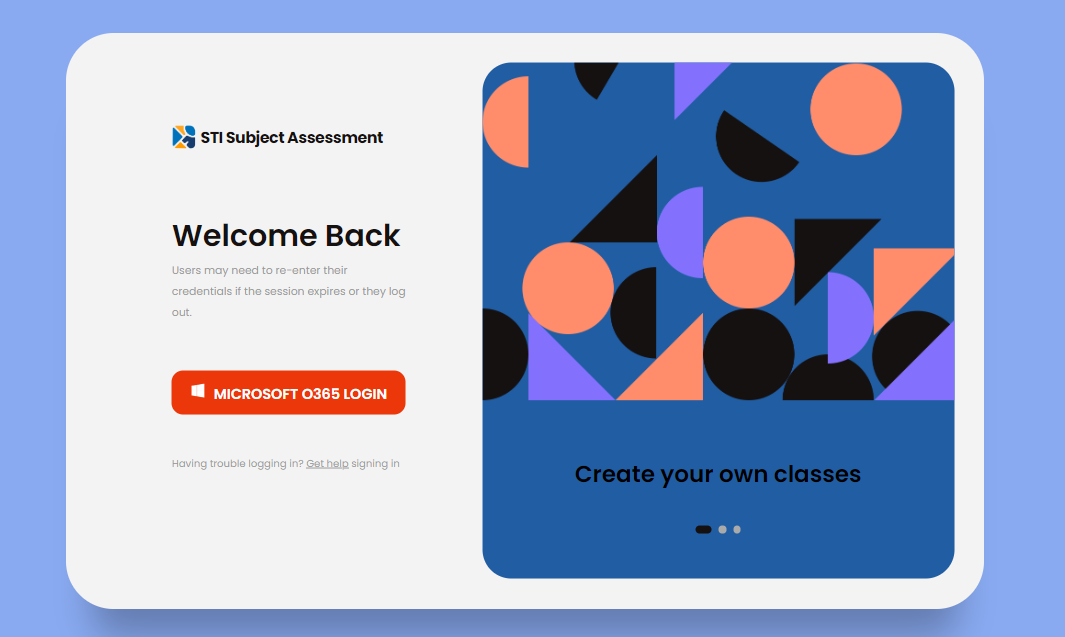 STI Subject Assessment
Welcome Back
Users may need to re-enter their
credentials if the session expires or they log
out.
MICROSOFT O365 LOGIN
Having trouble logging in? Get help signing in
Create your own classes